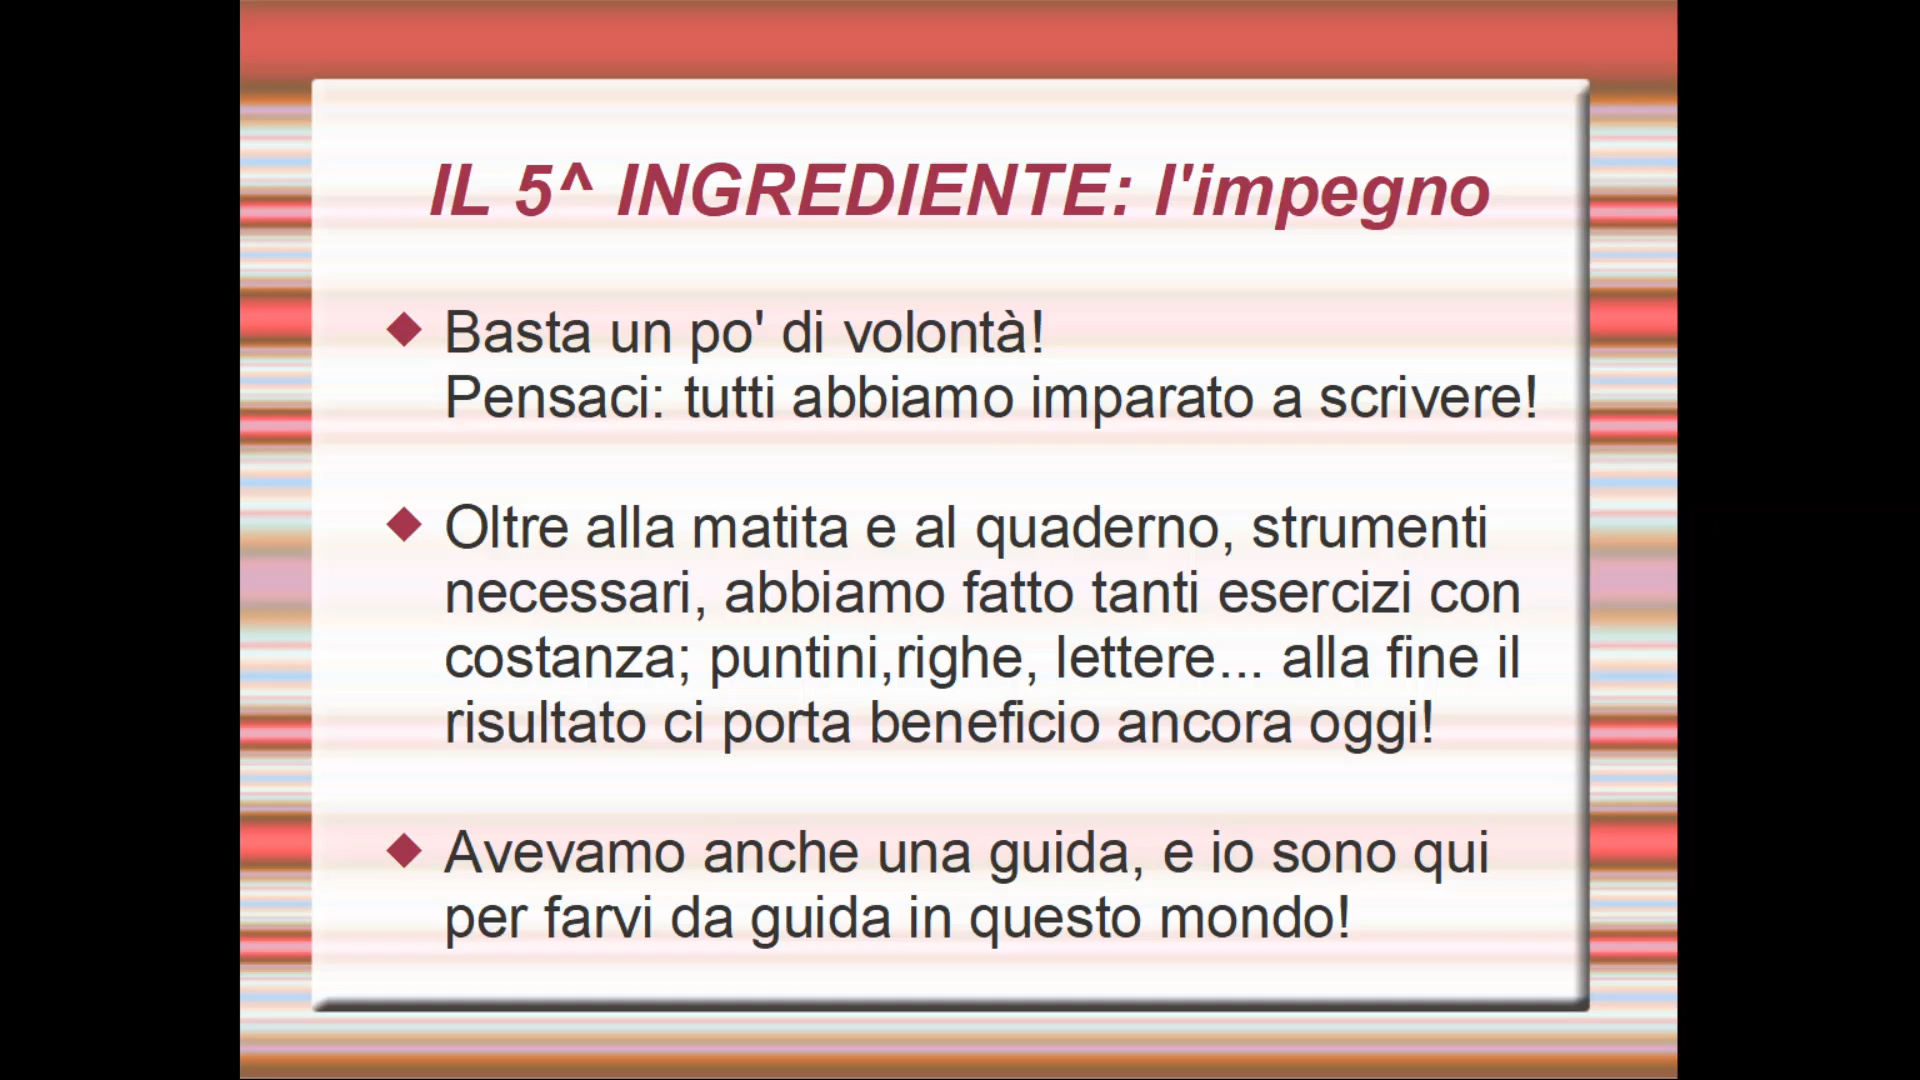 IL 5^ INGREDIENTE: l'impegno
Basta un po' di volontà!
Pensaci: tutti abbiamo imparato a scrivere!
Oltre alla matita e al quaderno, strumenti
necessari, abbiamo fatto tanti esercizi con
costanza; puntini,righe, lettere... alla fine il
risultato ci porta beneficio ancora oggi!
Avevamo anche una guida, e io sono qui
per farvi da guida in questo mondo!